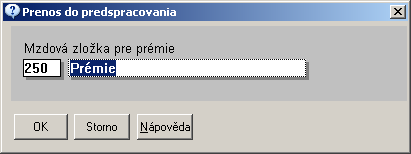 Prenos do predspracovania
Mzdová zložka pre prémie
250 Prémie
OK Storno Nápověda